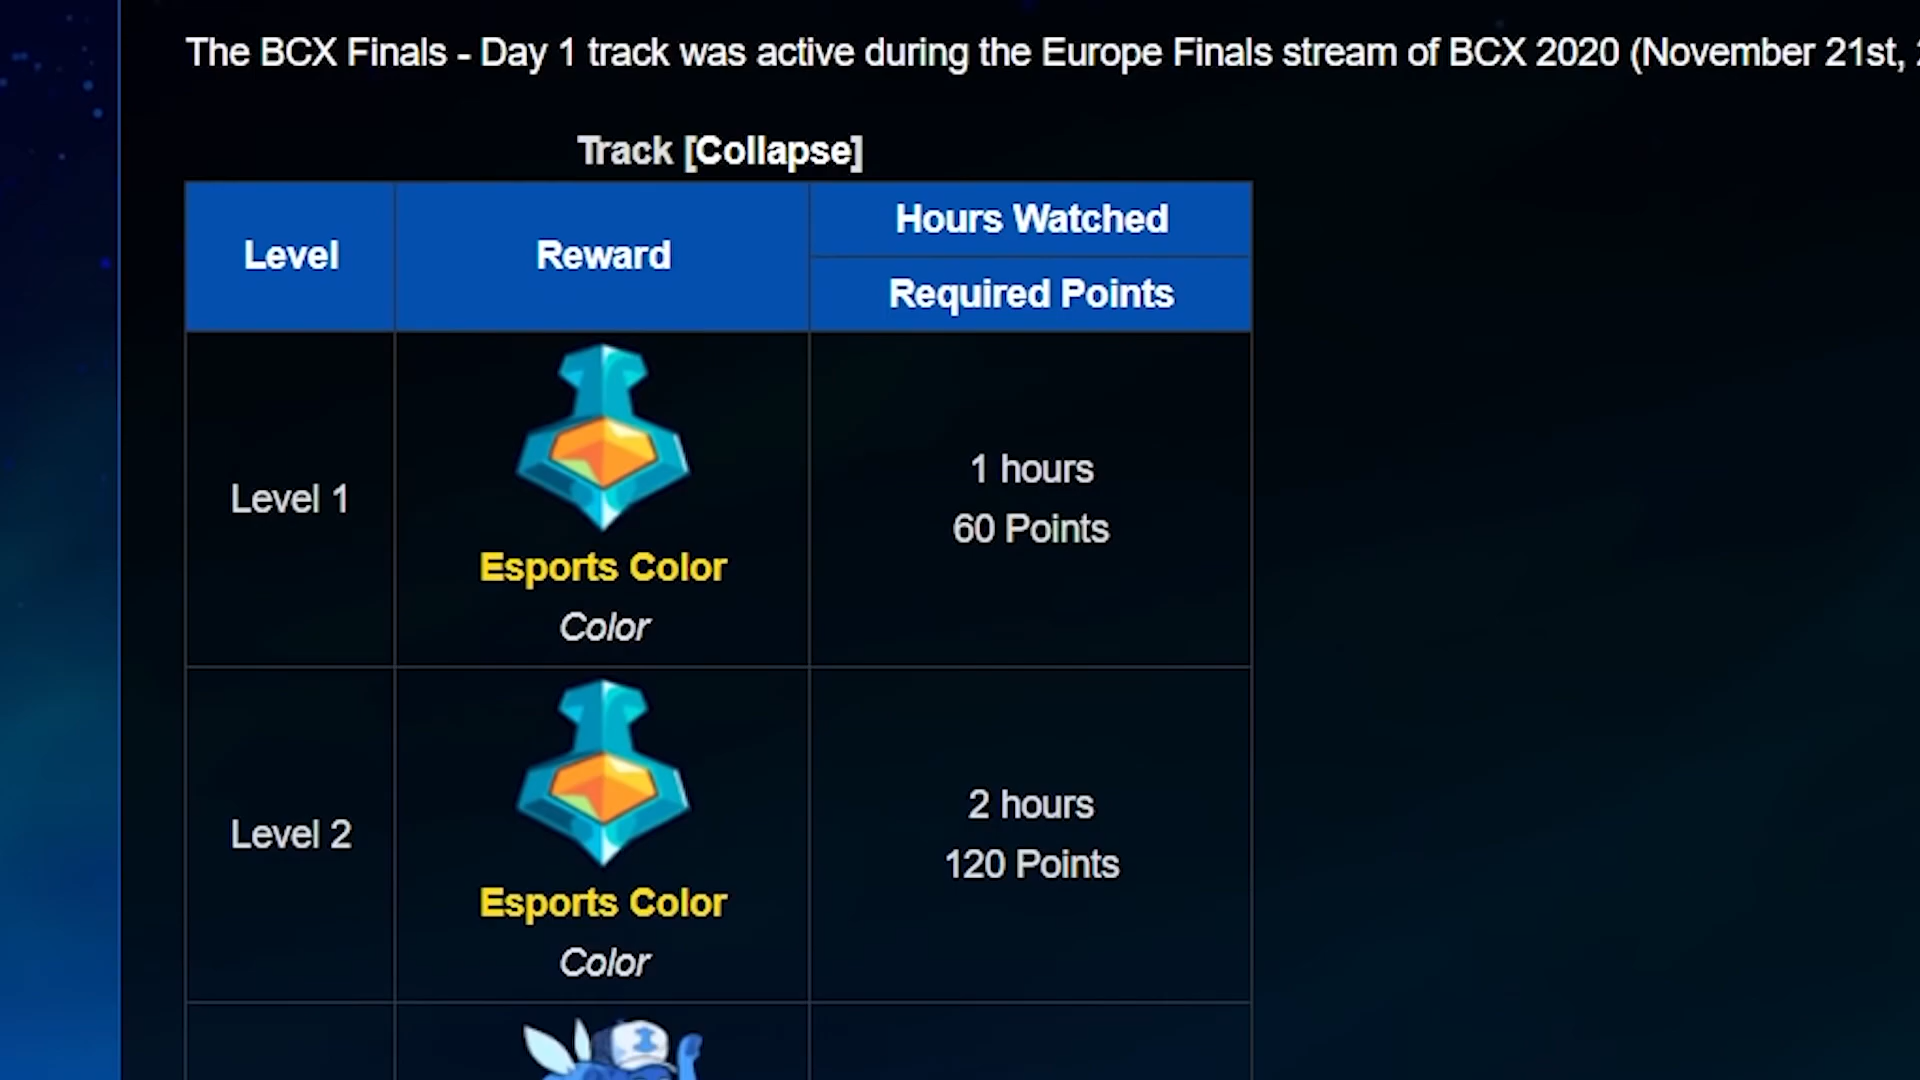 The BCX Finals - Day 1 track was active during the Europe Finals stream of BCX 2020 (November 21st,
Track [Collapse]
Level
Reward
Hours Watched
Required Points
Level 1
Esports Color
Color
1 hours
60 Points
Level 2
Esports Color
Color
2 hours
120 Points